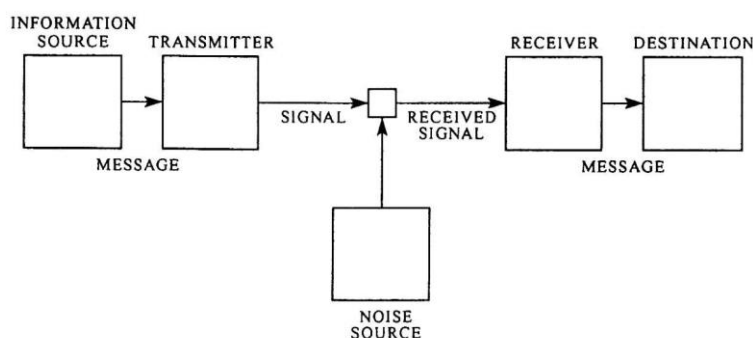 INFORMATION
SOURCE
TRANSMITTER
RECEIVER
DESTINATION
SIGNAL
RECEIVED
SIGNAL
MESSAGE
MESSAGE
NOISE
SOURCE